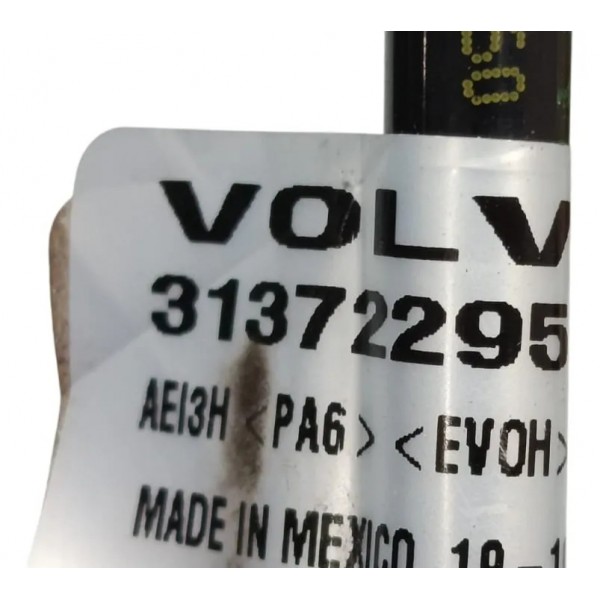 VOLV
31372295
AEI3H <PA6> <EVOH>
MADE IN MEXICO